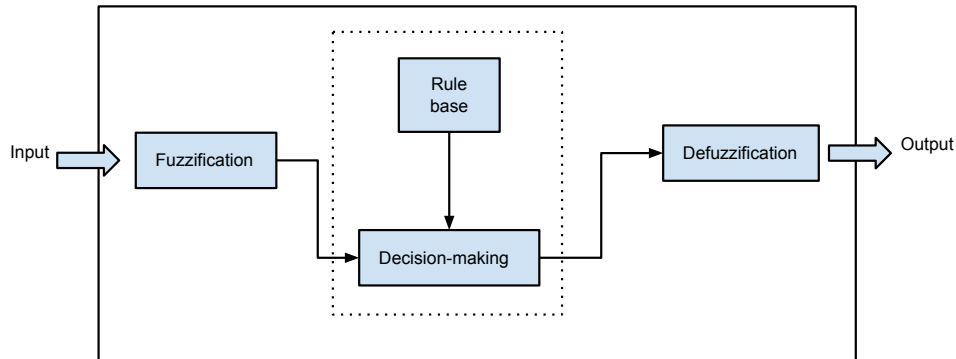 Input
Fuzzification
Rule
base
Decision-making
Defuzzification
Output